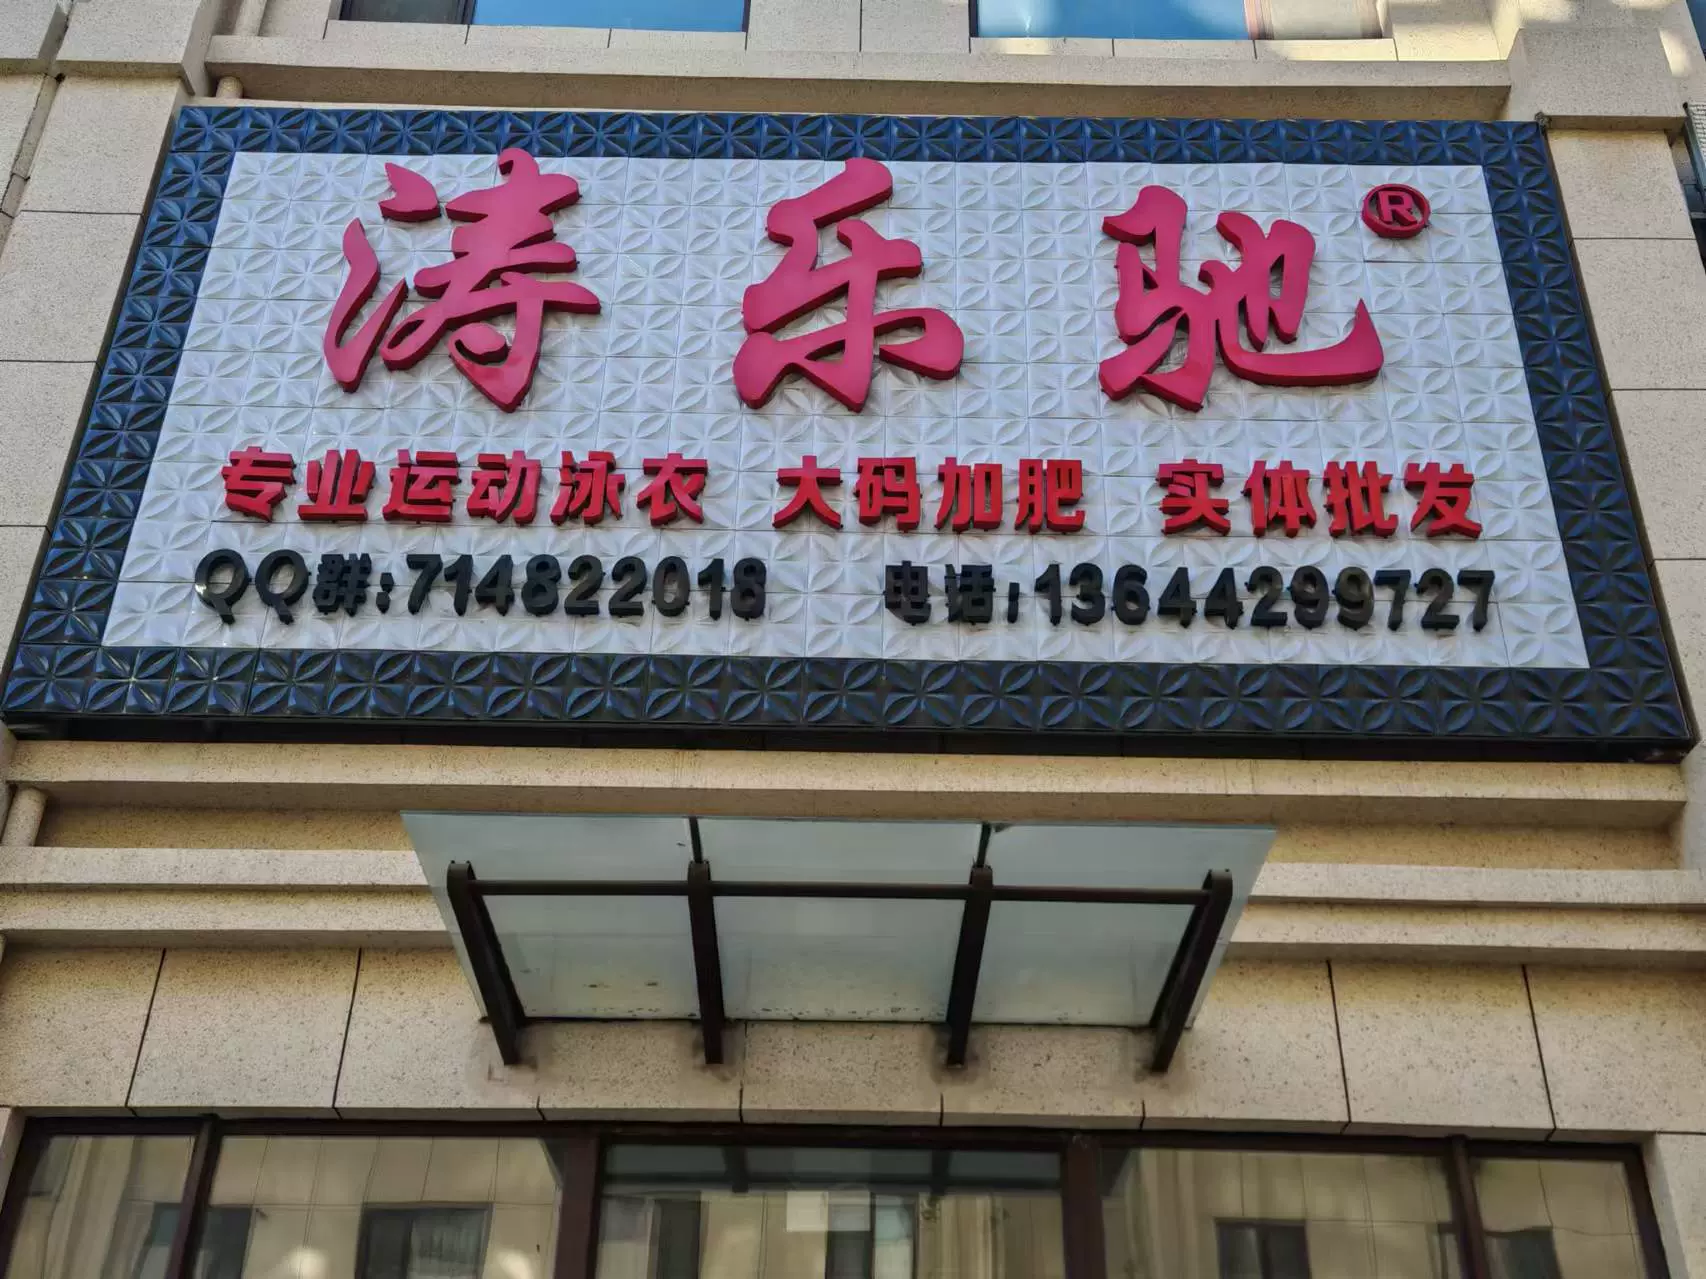 涛乐驰®
专业运动泳衣 大码加肥 实体批发
QQ群:714822018 电话:13644299727